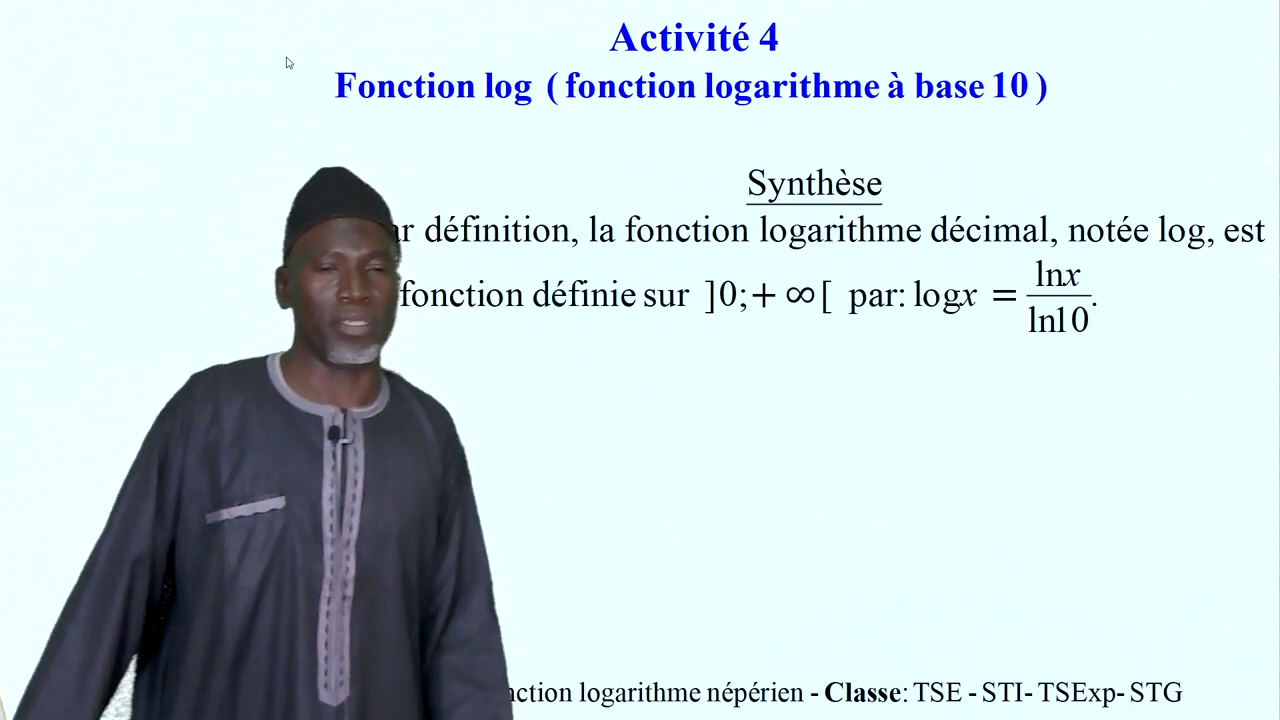 Activité 4
Fonction log ( fonction logarithme à base 10 )
Synthèse
définition, la fonction logarithme décimal, notée log, est
fonction définie sur ]0;+∞[ par: logx = lnx/ln10.
logarithme népérien - Classe: TSE - STI- TSExp- STG